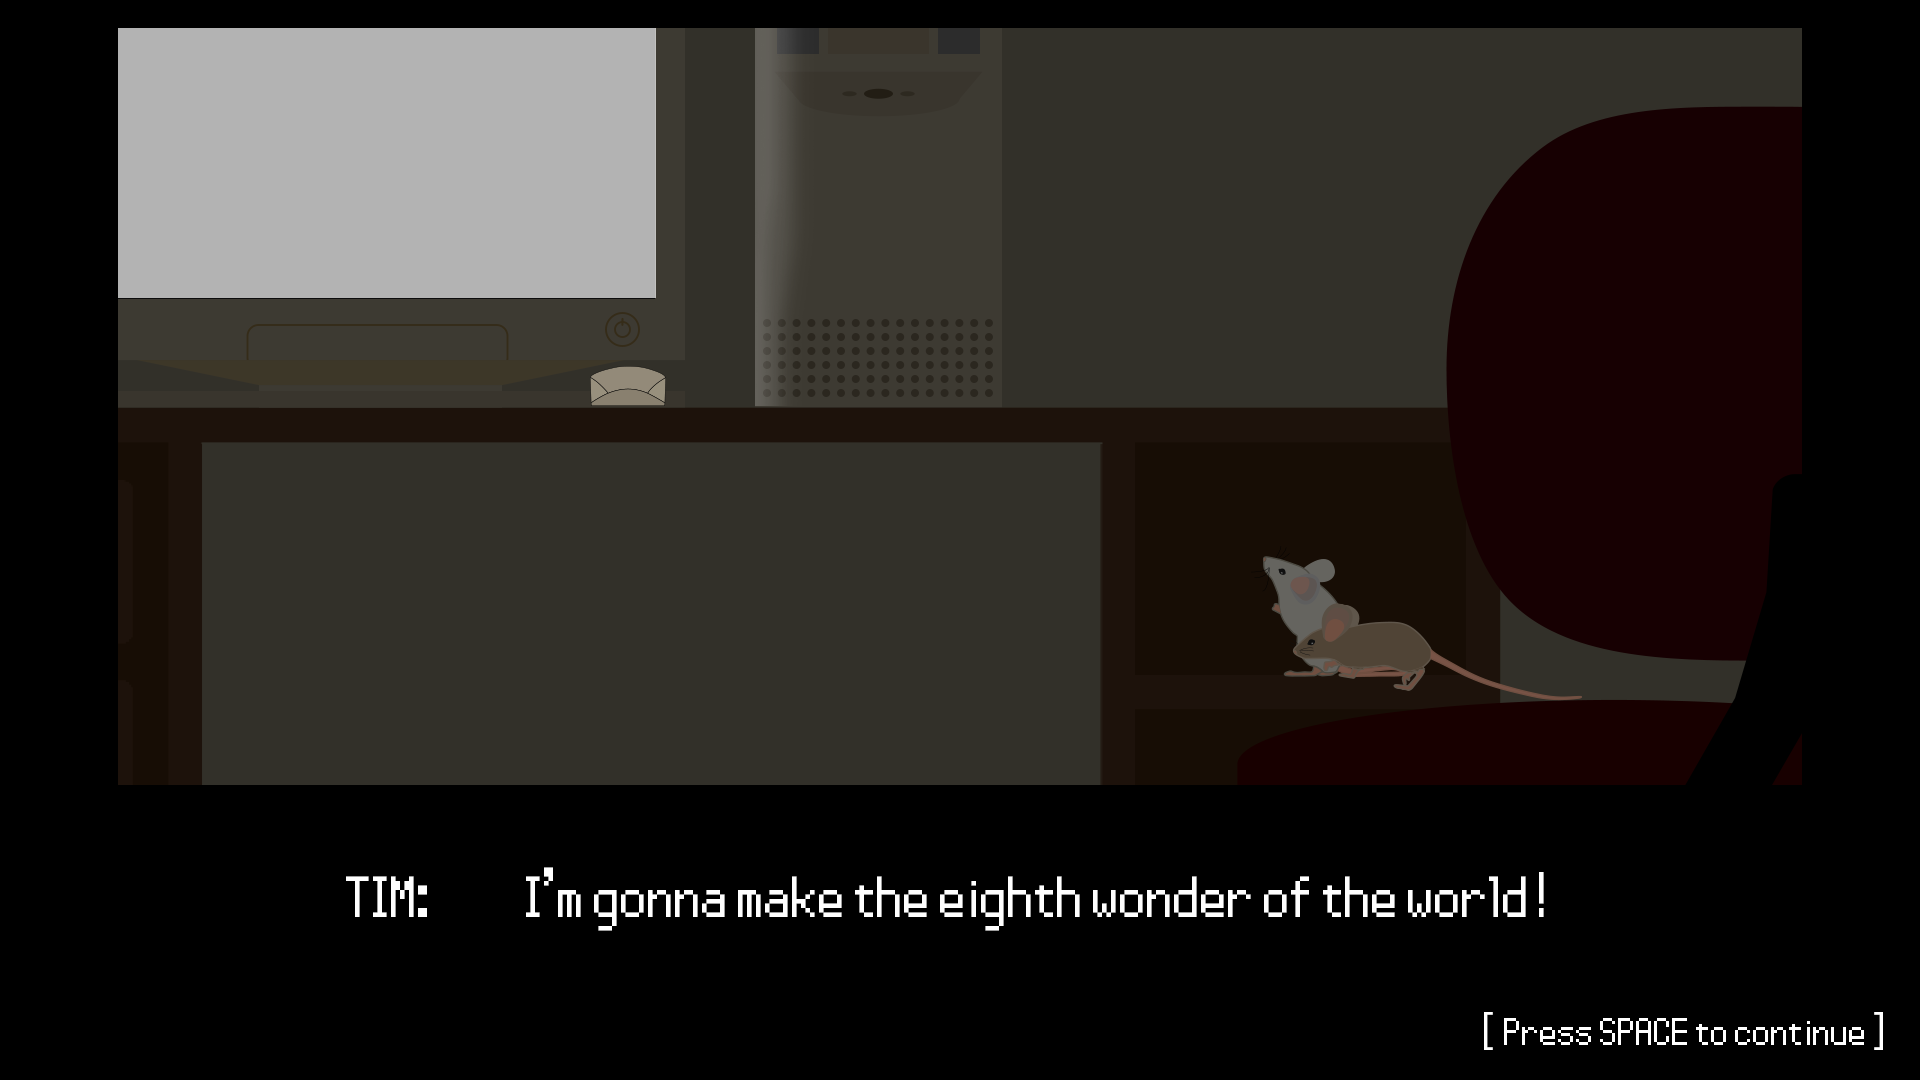 TIM: I'm gonna make the eighth wonder of the world!
[ Press SPACE to continue ]